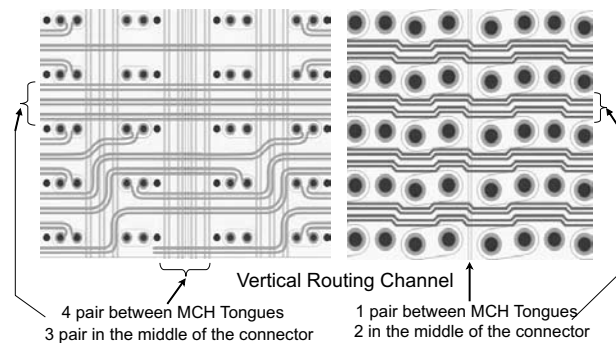 Vertical Routing Channel
4 pair between MCH Tongues
3 pair in the middle of the connector
1 pair between MCH Tongues
2 in the middle of the connector